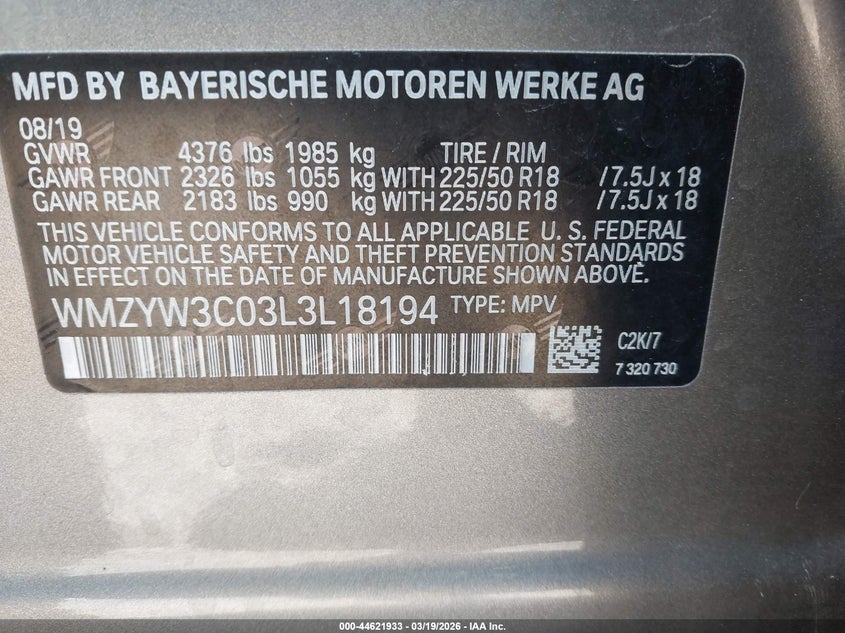 MFD BY BAYERISCHE MOTOREN WERKE AG
08/19
GVWR 4376 lbs 1985 kg TIRE / RIM
GAWR FRONT 2326 lbs 1055 kg WITH 225/50 R18 / 7.5J x 18
GAWR REAR 2183 lbs 990 kg WITH 225/50 R18 / 7.5J x 18
THIS VEHICLE CONFORMS TO ALL APPLICABLE U. S. FEDERAL
MOTOR VEHICLE SAFETY AND THEFT PREVENTION STANDARDS
IN EFFECT ON THE DATE OF MANUFACTURE SHOWN ABOVE.
WMZYW3C03L3L18194 TYPE: MPV
C2K/7
7 320 730
000-44621933 - 03/19/2026 - IAA Inc.